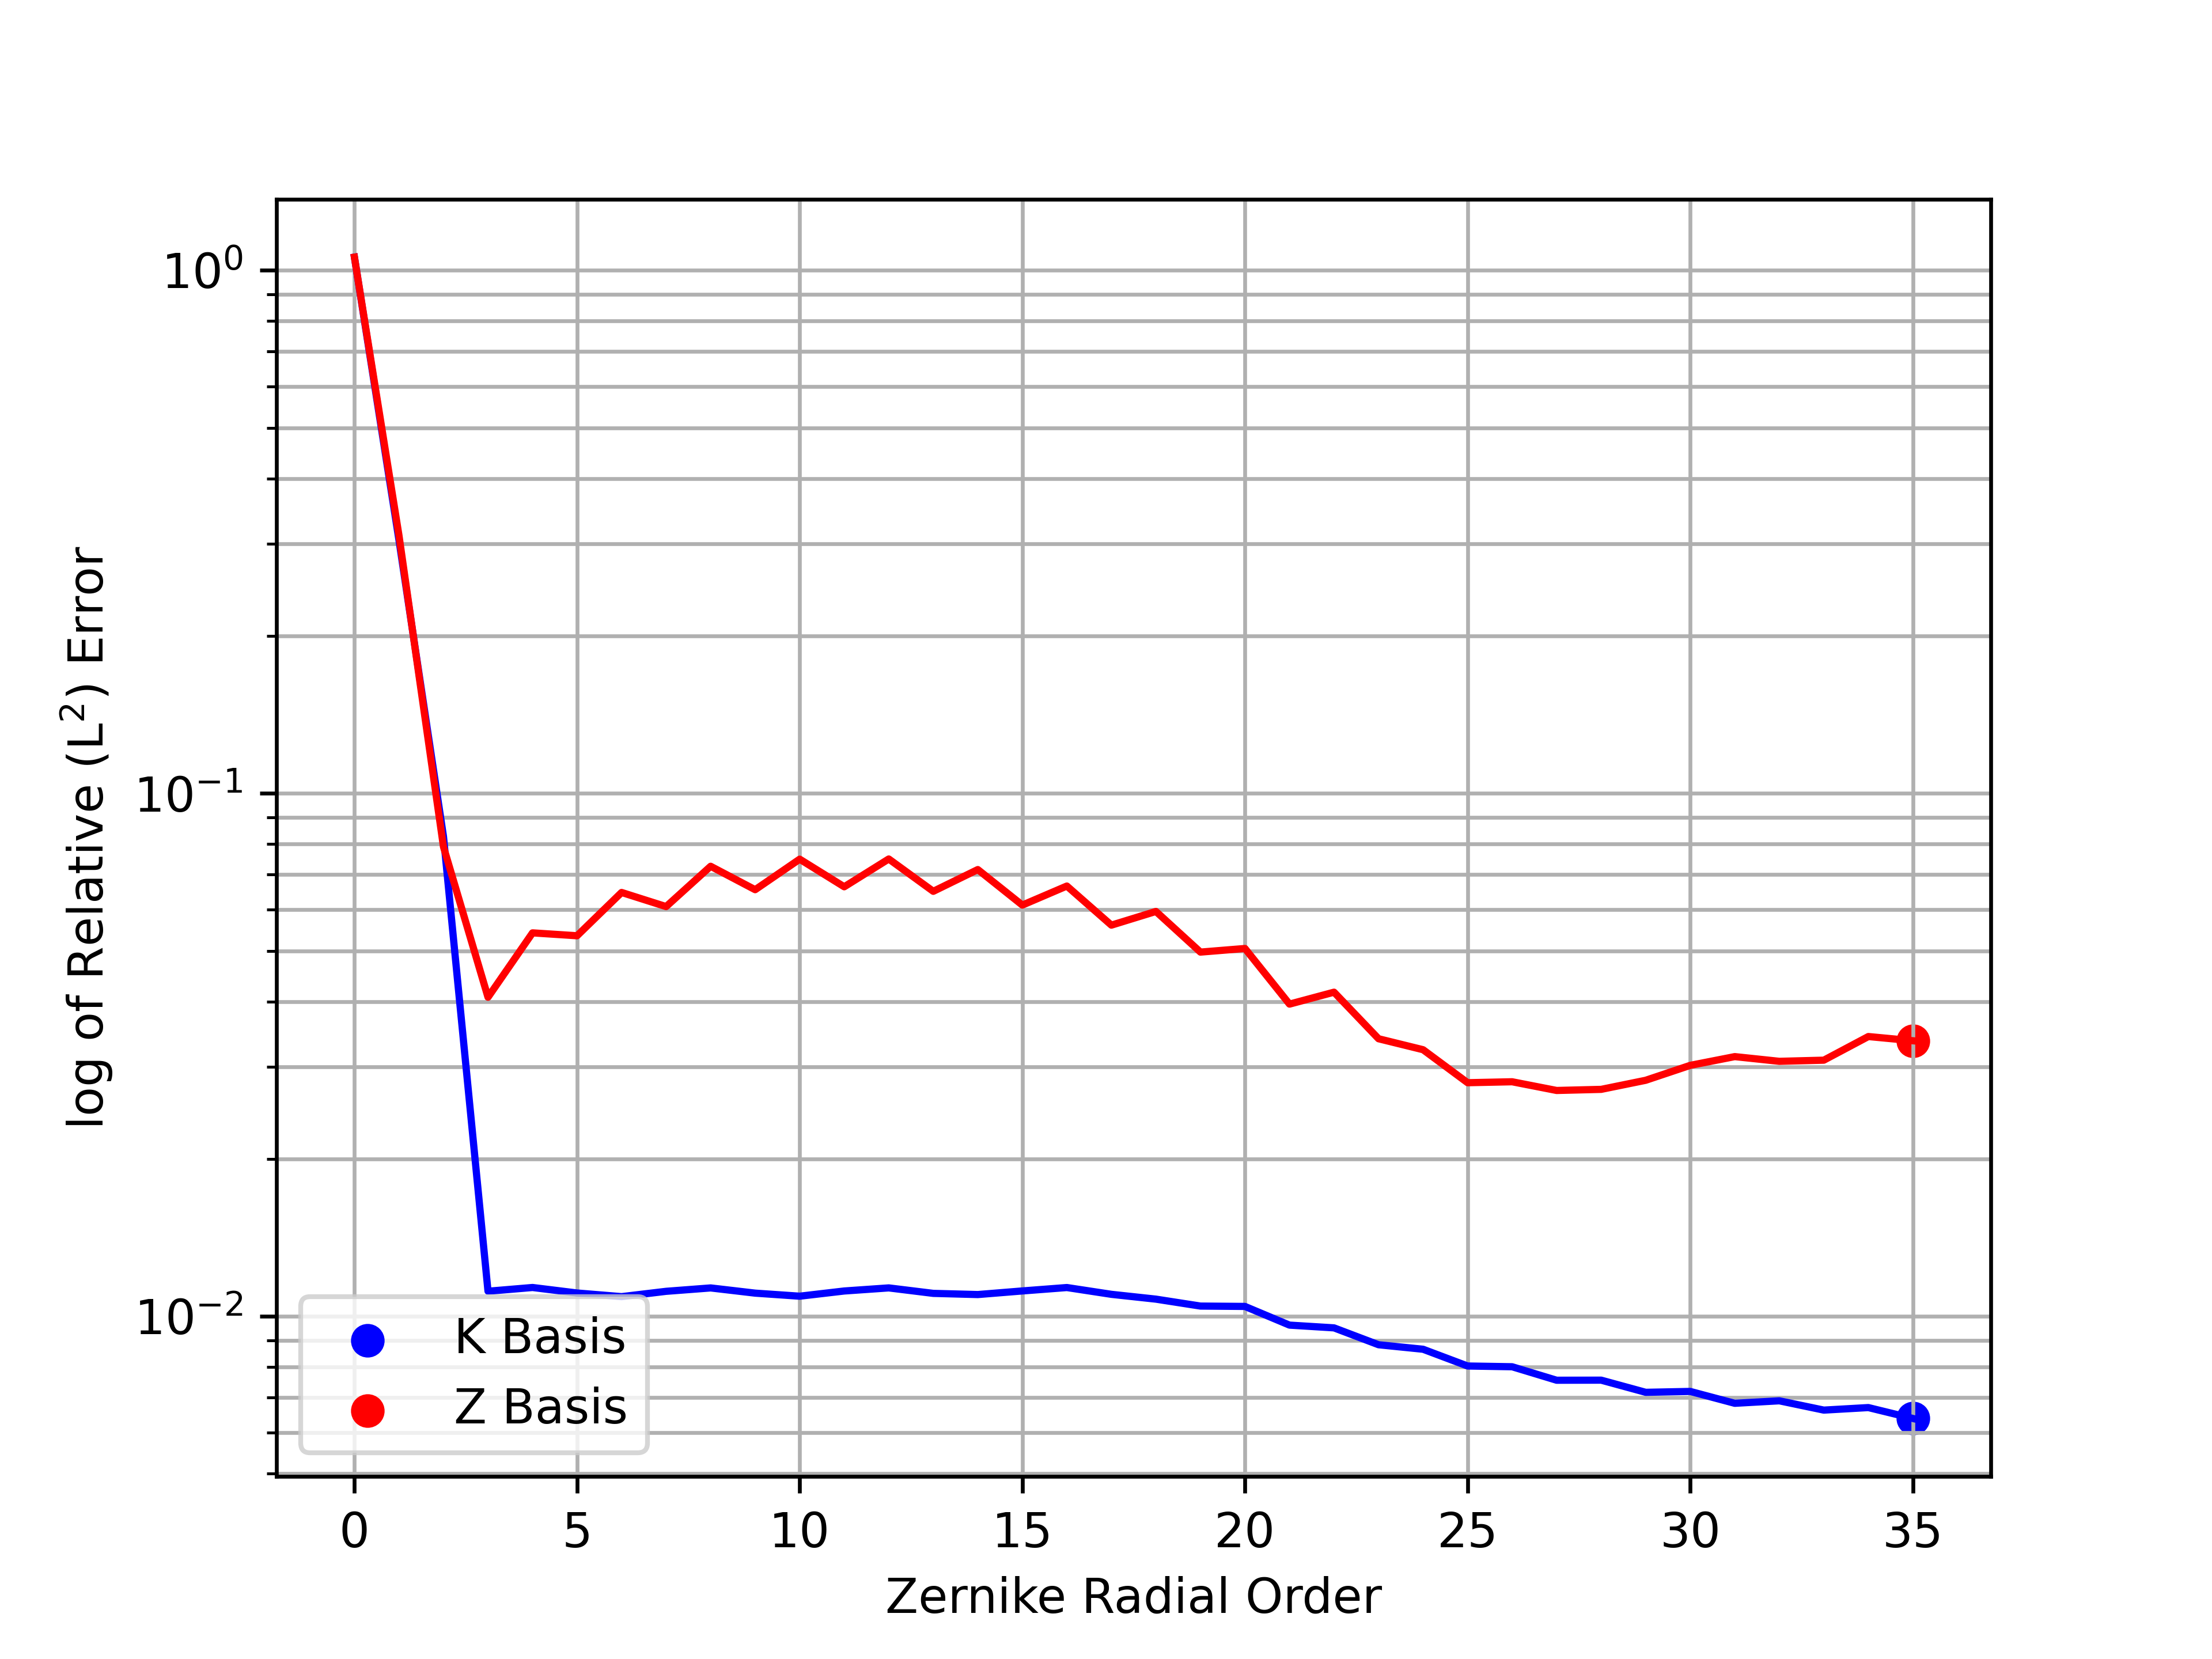 log of Relative (L²) Error
10⁰
10⁻¹
10⁻²
K Basis
Z Basis
0 5 10 15 20 25 30 35
Zernike Radial Order